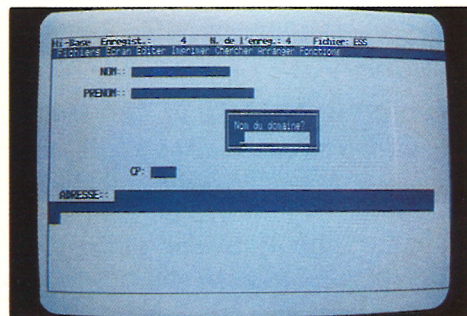 Hi-Base Enregist.: 4 N. de l'enreg.: 4 Fichier: ESS
Fichiers Ecran Editer Imprimer Chercher Arranger Fonctions
NOM::
PRENOM::
Nom du domaine?
CP:
ADRESSE::